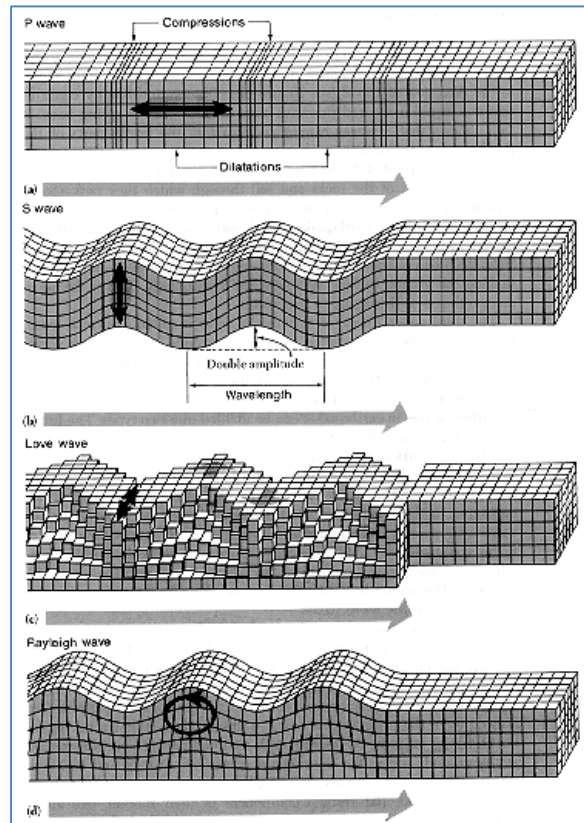 P wave
Compressions
Dilatations
(a)
S wave
Double amplitude
Wavelength
(b)
Love wave
(c)
Rayleigh wave
(d)